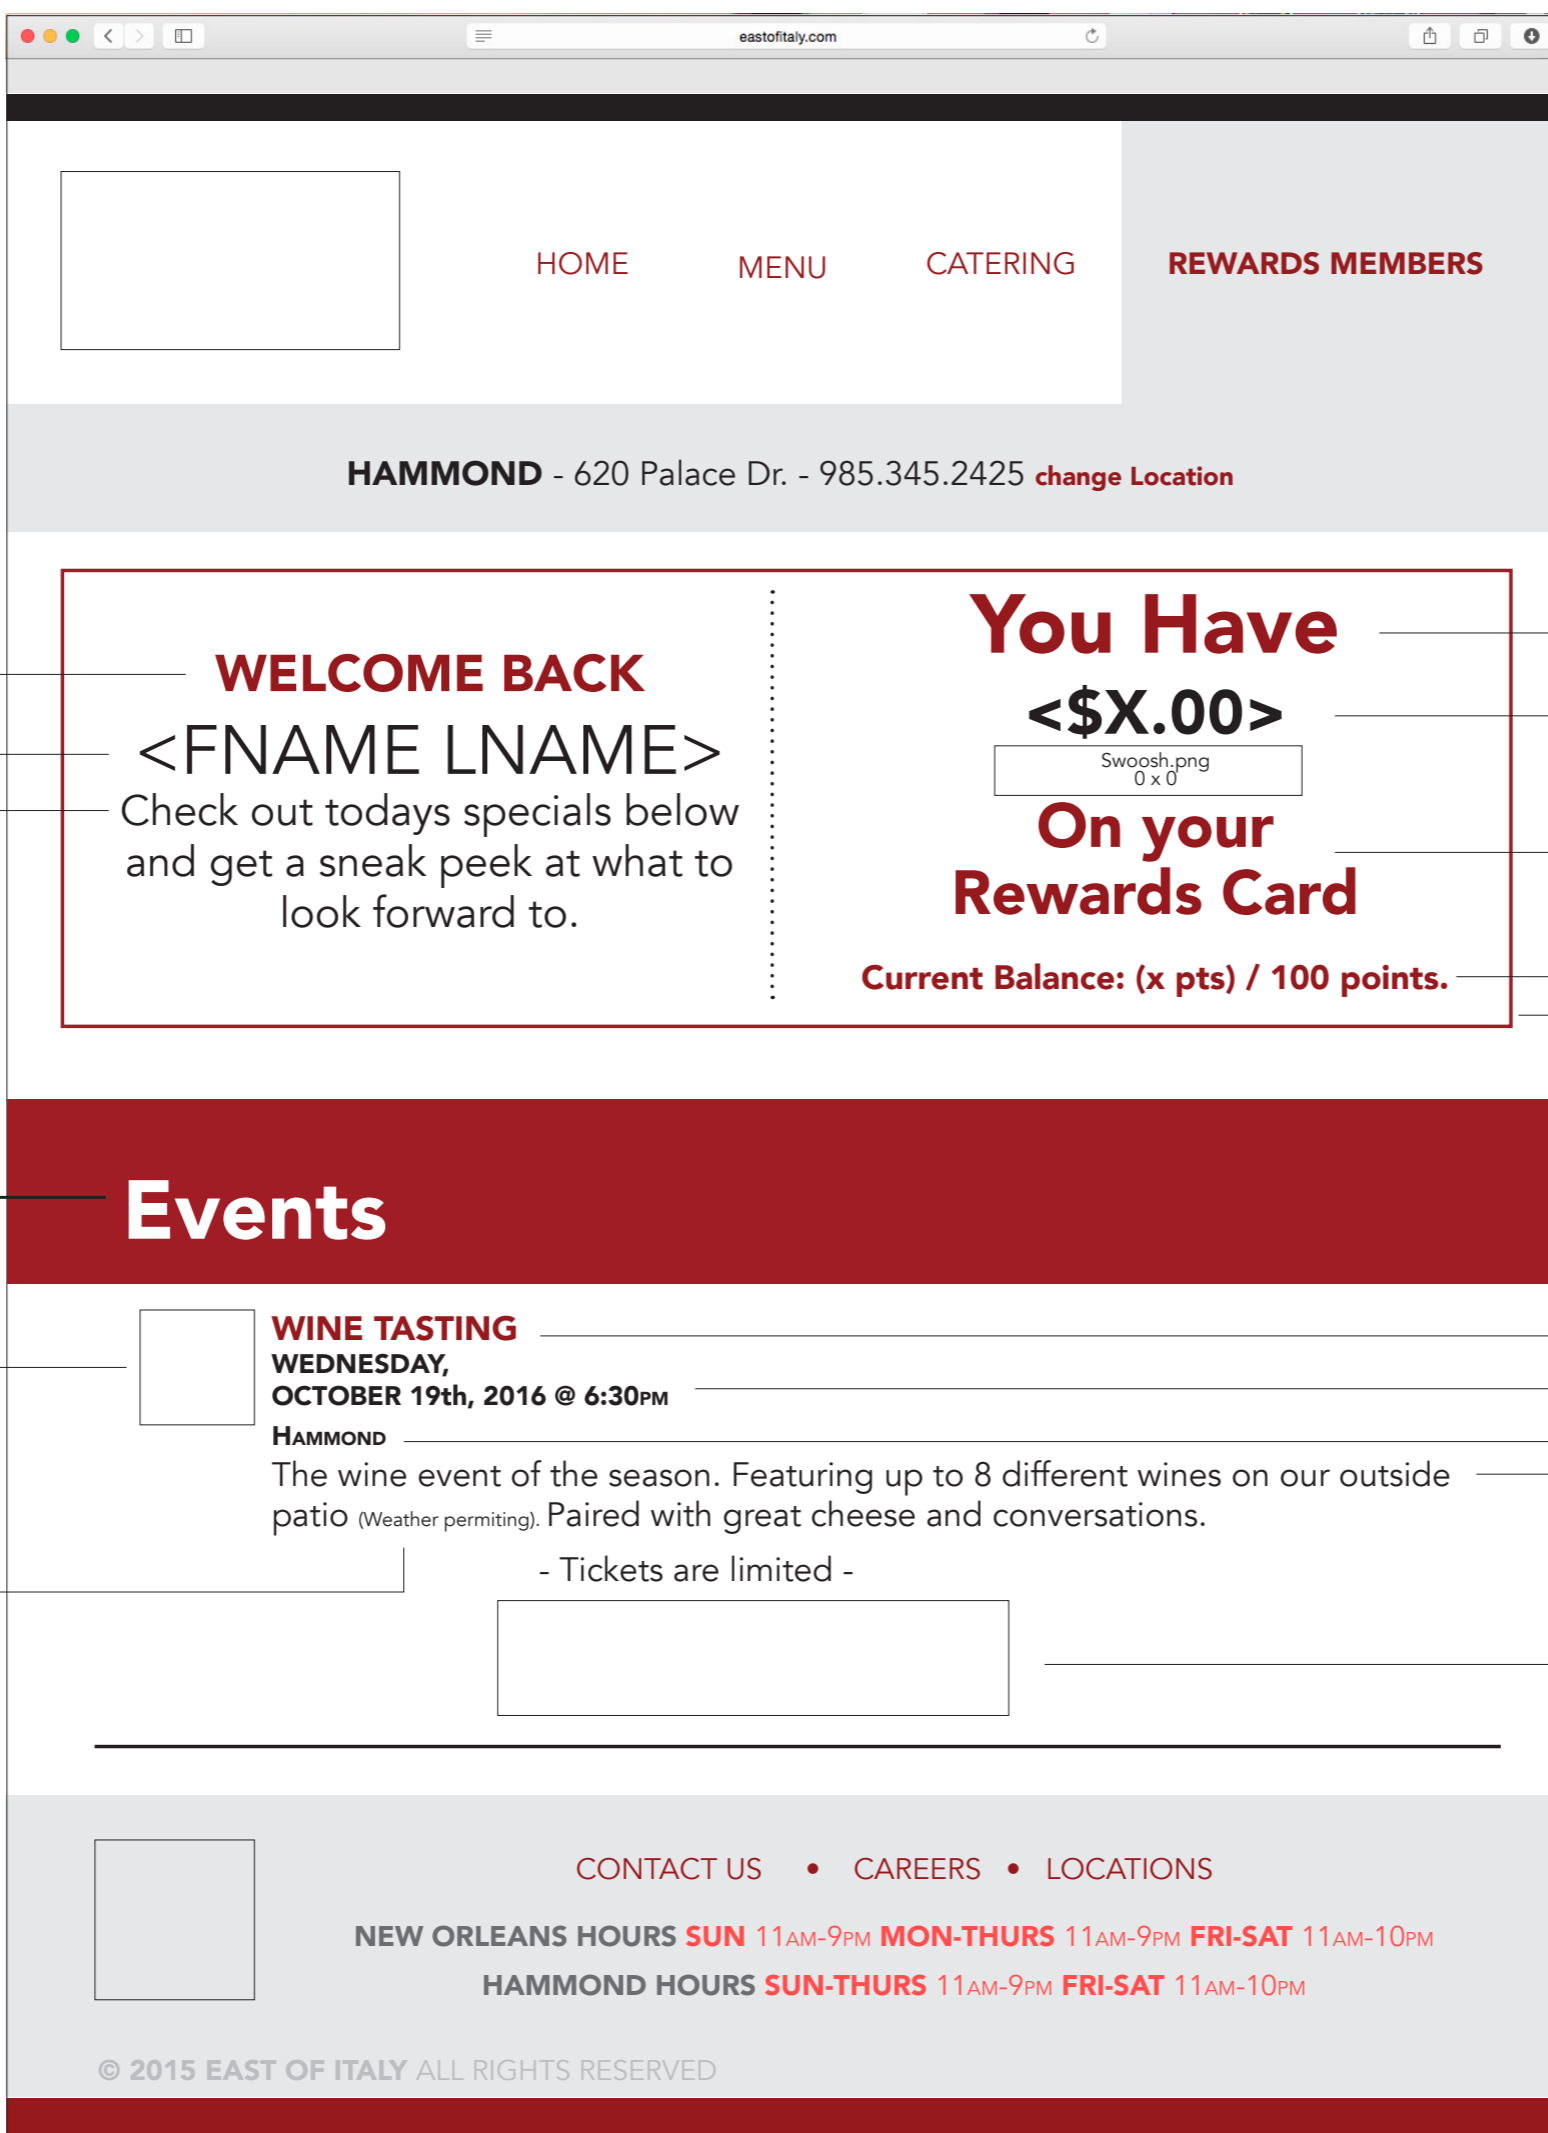 eastofitaly.com
HOME MENU CATERING REWARDS MEMBERS
HAMMOND - 620 Palace Dr. - 985.345.2425 change Location
WELCOME BACK
<FNAME LNAME>
Check out todays specials below
and get a sneak peek at what to
look forward to.
You Have
<$X.00>
Swoosh.png
0 x 0
On your
Rewards Card
Current Balance: (x pts) / 100 points.
Events
WINE TASTING
WEDNESDAY,
OCTOBER 19th, 2016 @ 6:30PM
HAMMOND
The wine event of the season. Featuring up to 8 different wines on our outside
patio (Weather permiting). Paired with great cheese and conversations.
- Tickets are limited -
CONTACT US • CAREERS • LOCATIONS
NEW ORLEANS HOURS SUN 11AM-9PM MON-THURS 11AM-9PM FRI-SAT 11AM-10PM
HAMMOND HOURS SUN-THURS 11AM-9PM FRI-SAT 11AM-10PM
© 2015 EAST OF ITALY ALL RIGHTS RESERVED